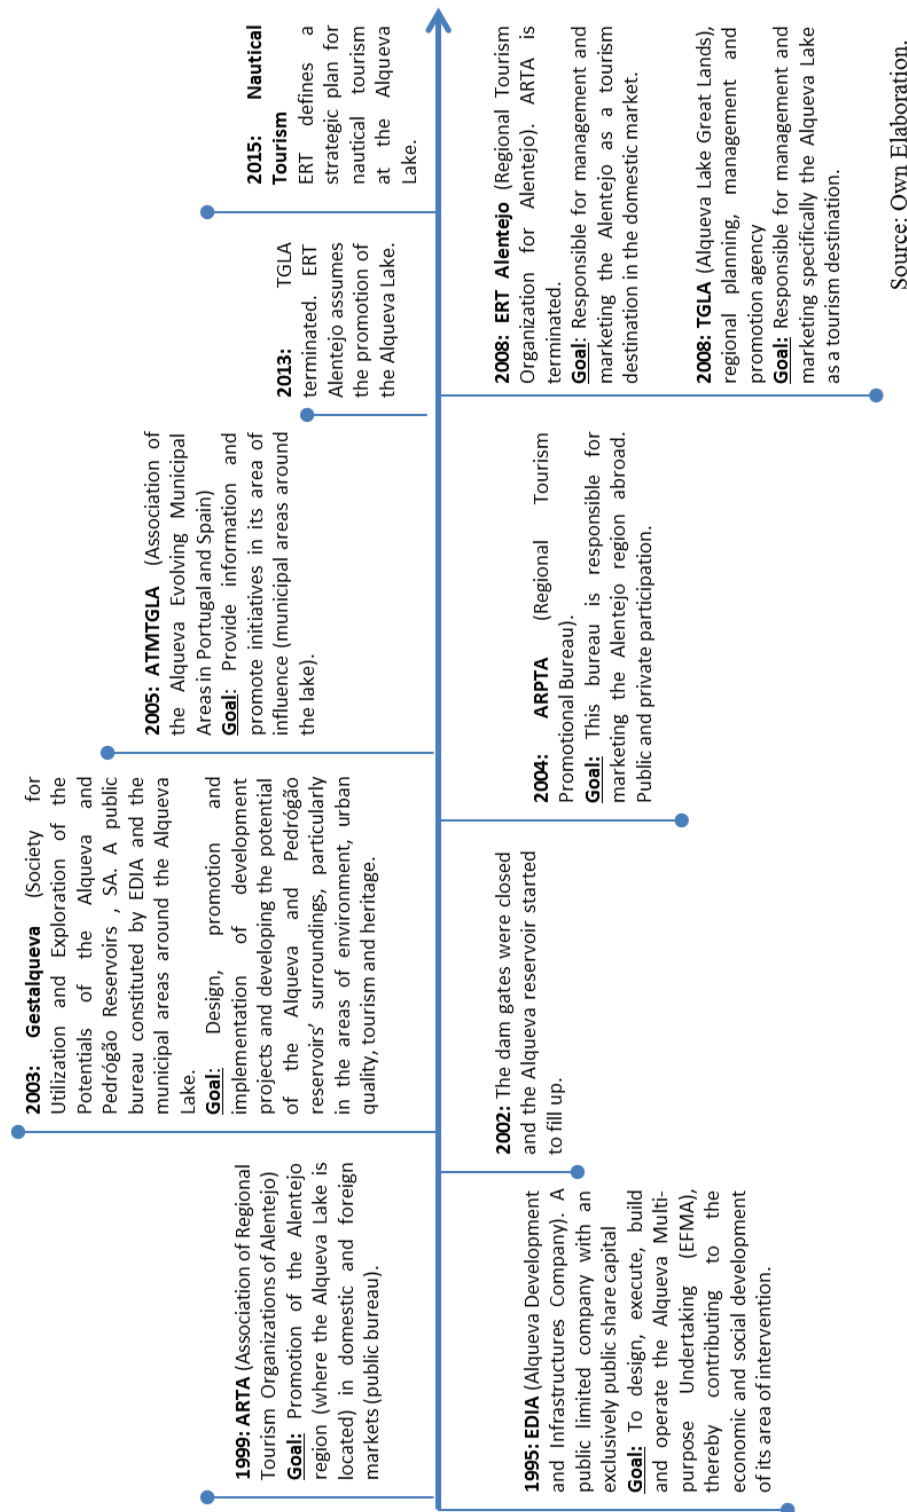 1999: ARTA (Association of Regional
Tourism Organizations of Alentejo)
Goal: Promotion of the Alentejo
region (where the Alqueva Lake is
located) in domestic and foreign
markets (public bureau).
2003: Gestalqueva (Society for
Utilization and Exploration of the
Potentials of the Alqueva and
Pedrógão Reservoirs , SA. A public
bureau constituted by EDIA and the
municipal areas around the Alqueva
Lake.
Goal: Design, promotion and
implementation of development
projects and developing the potential
of the Alqueva and Pedrógão
reservoirs’ surroundings, particularly
in the areas of environment, urban
quality, tourism and heritage.
2005: ATMTGLA (Association of
the Alqueva Evolving Municipal
Areas in Portugal and Spain)
Goal: Provide information and
promote initiatives in its area of
influence (municipal areas around
the lake).
2013: TGLA
terminated. ERT
Alentejo assumes
the promotion of
the Alqueva Lake.
2015: Nautical
Tourism
ERT defines a
strategic plan for
nautical tourism
at the Alqueva
Lake.
1995: EDIA (Alqueva Development
and Infrastructures Company). A
public limited company with an
exclusively public share capital
Goal: To design, execute, build
and operate the Alqueva Multi-
purpose Undertaking (EFMA),
thereby contributing to the
economic and social development
of its area of intervention.
2002: The dam gates were closed
and the Alqueva reservoir started
to fill up.
2004: ARPTA (Regional Tourism
Promotional Bureau).
Goal: This bureau is responsible for
marketing the Alentejo region abroad.
Public and private participation.
2008: ERT Alentejo (Regional Tourism
Organization for Alentejo). ARTA is
terminated.
Goal: Responsible for management and
marketing the Alentejo as a tourism
destination in the domestic market.
2008: TGLA (Alqueva Lake Great Lands),
regional planning, management and
promotion agency
Goal: Responsible for management and
marketing specifically the Alqueva Lake
as a tourism destination.
Source: Own Elaboration.